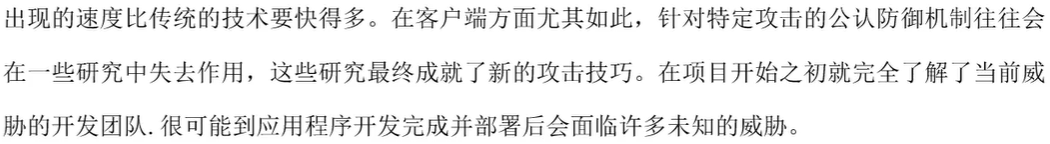 出现的速度比传统的技术要快得多。在客户端方面尤其如此，针对特定攻击的公认防御机制往往会
在一些研究中失去作用，这些研究最终成就了新的攻击技巧。在项目开始之初就完全了解了当前威
胁的开发团队.很可能到应用程序开发完成并部署后会面临许多未知的威胁。